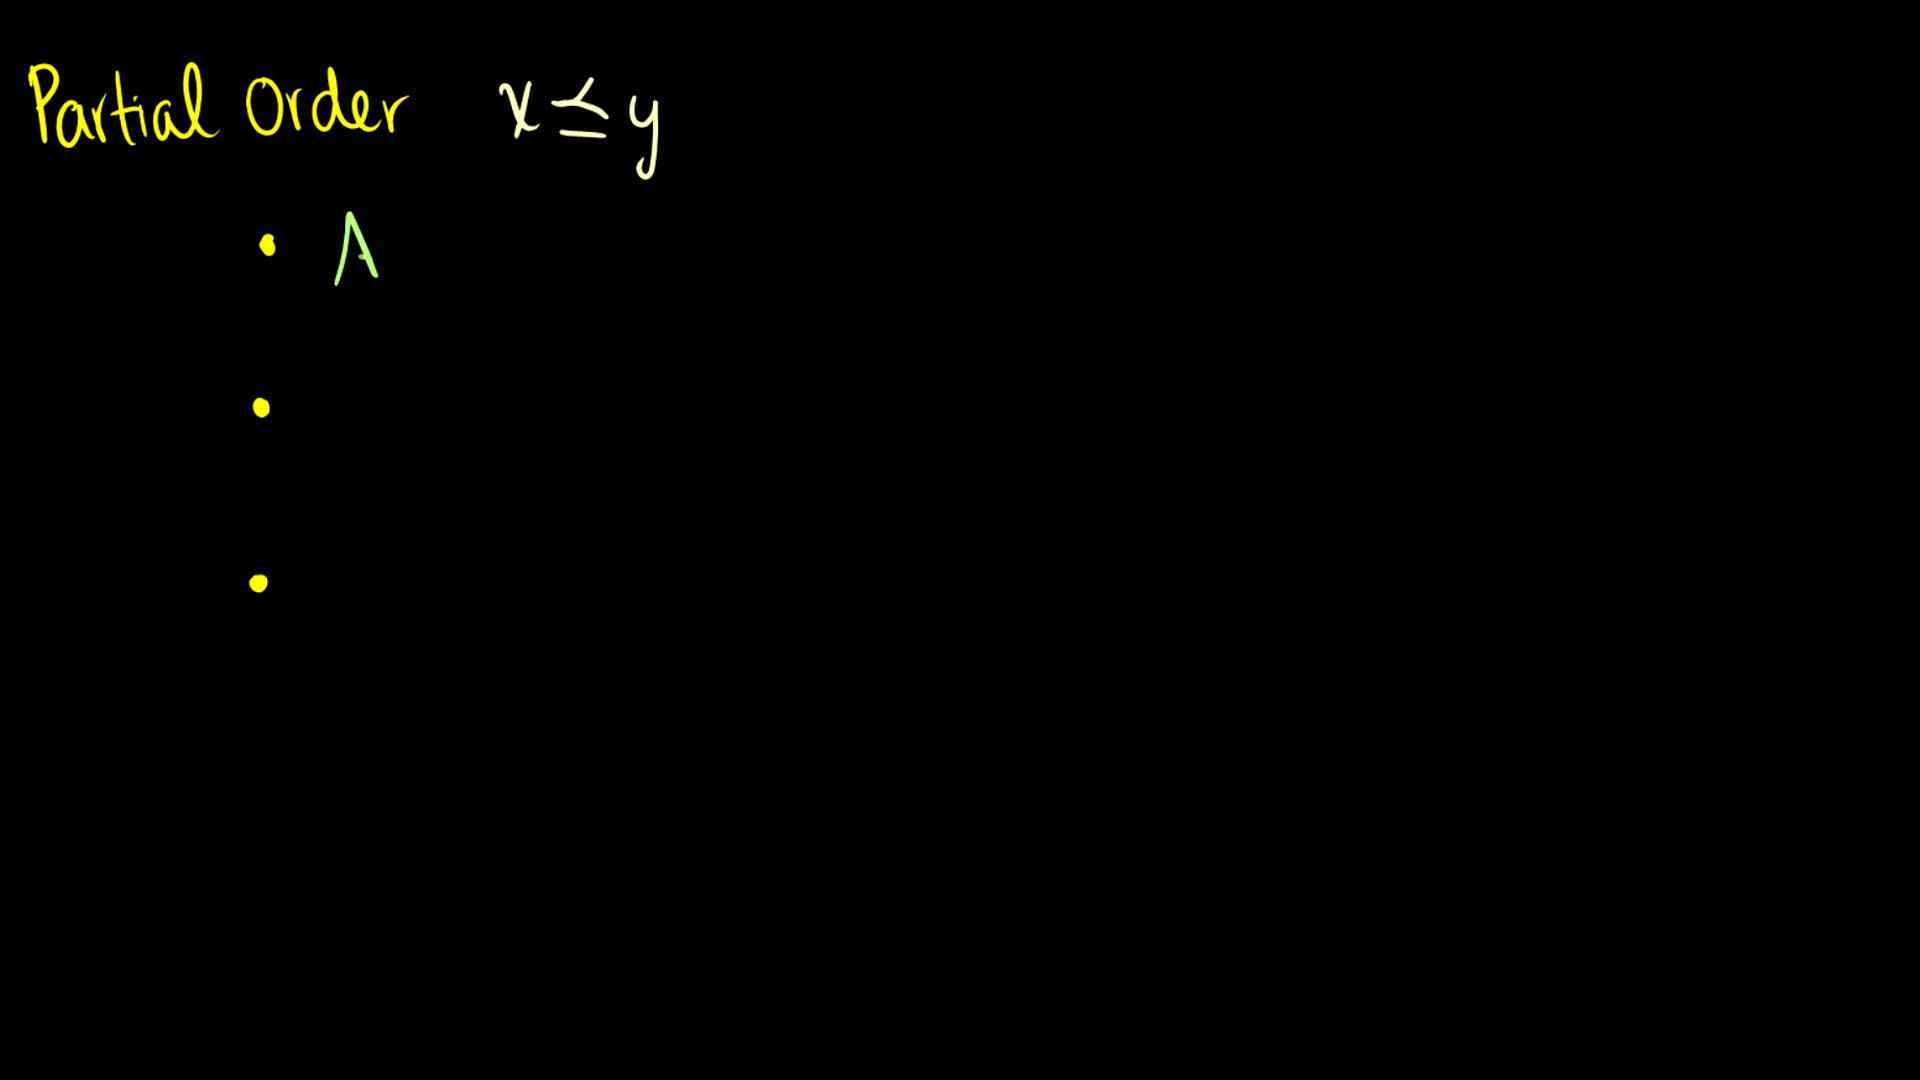 Partial Order x ⪯ y
• A
•
•